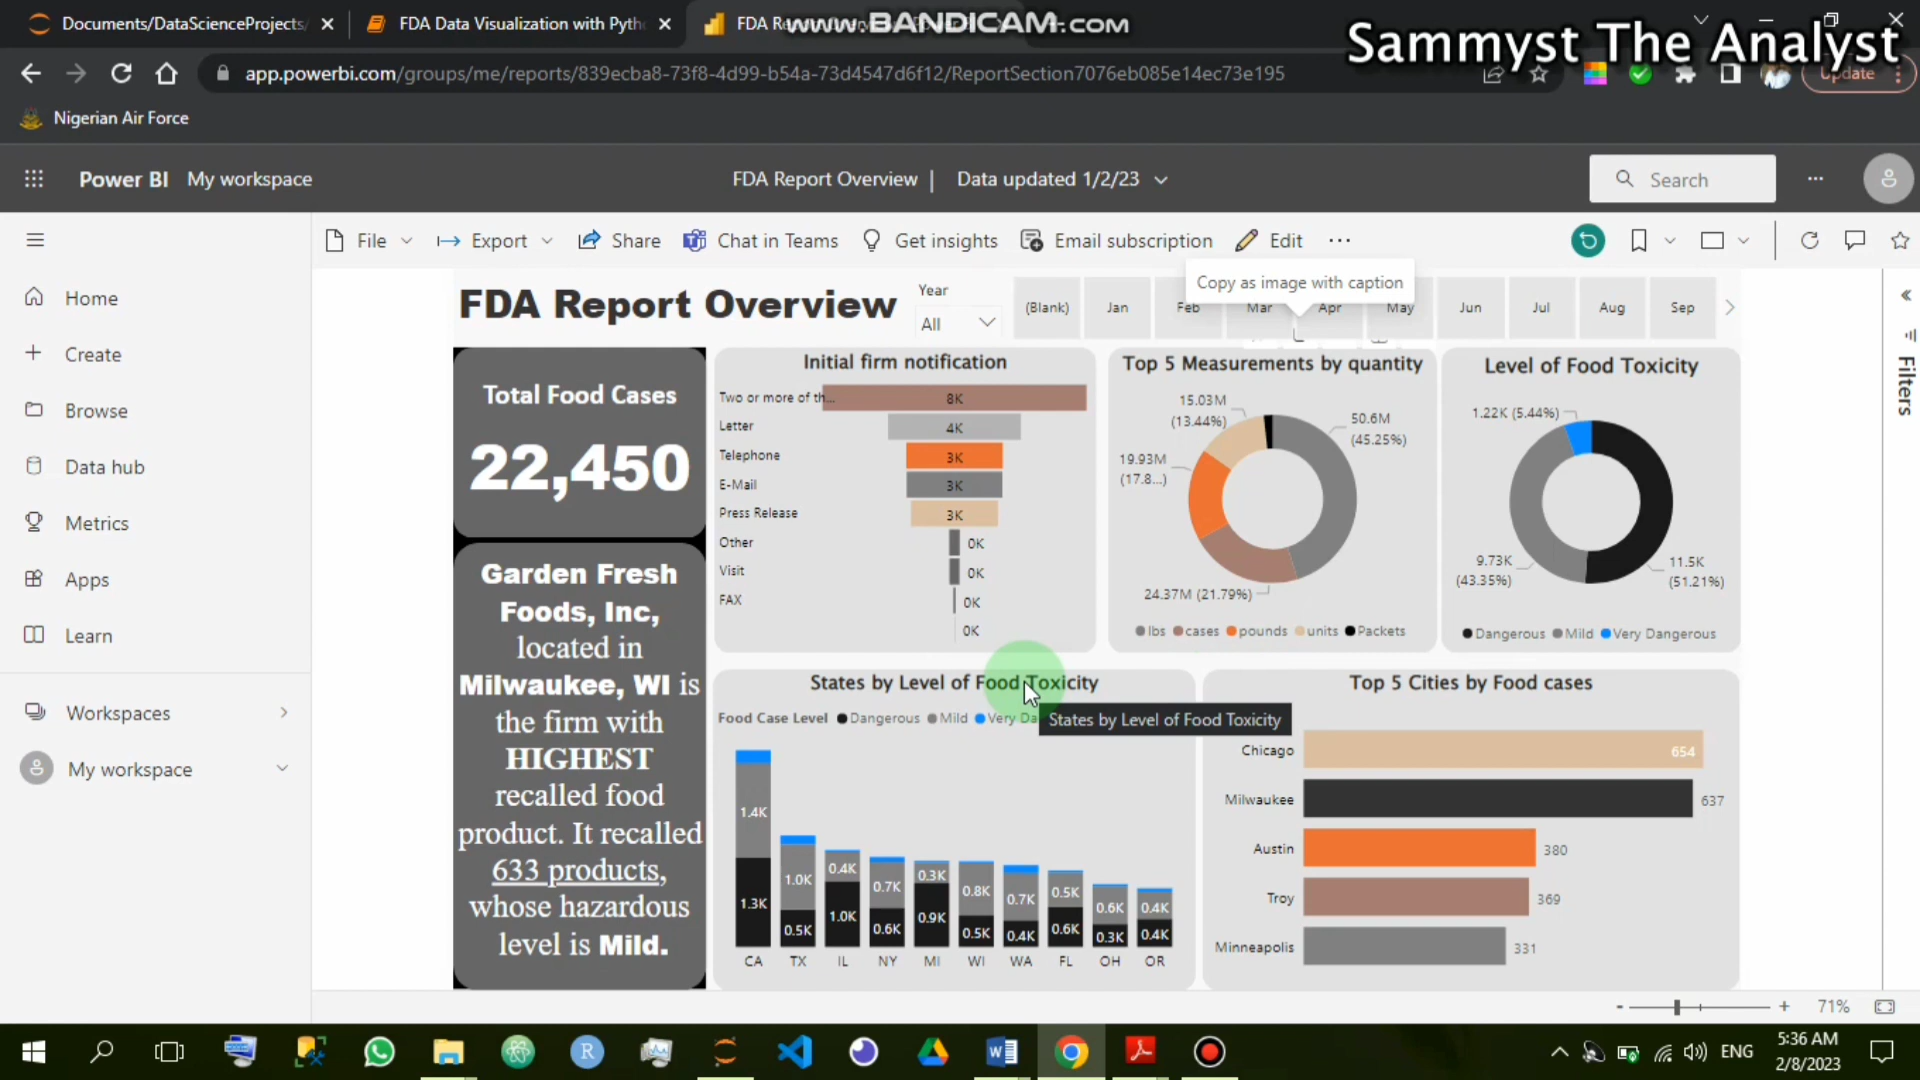 Documents/DataScienceProjects/
FDA Data Visualization with Pytho
FDA Re
www.BANDICAM.com
Sammyst The Analyst
app.powerbi.com/groups/me/reports/839ecba8-73f8-4d99-b54a-73d4547d6f12/ReportSection7076eb085e14ec73e195
Update
Nigerian Air Force
Power BI My workspace
FDA Report Overview | Data updated 1/2/23
Search
File Export Share Chat in Teams Get insights Email subscription Edit
Copy as image with caption
Home
Create
Browse
Data hub
Metrics
Apps
Learn
Workspaces
My workspace
Filters
FDA Report Overview
Year
All
(Blank) Jan Feb Mar Apr May Jun Jul Aug Sep
Total Food Cases
22,450
Garden Fresh
Foods, Inc,
located in
Milwaukee, WI is
the firm with
HIGHEST
recalled food
product. It recalled
633 products,
whose hazardous
level is Mild.
Initial firm notification
Two or more of th... 8K
Letter 4K
Telephone 3K
E-Mail 3K
Press Release 3K
Other 0K
Visit 0K
FAX 0K
0K
Top 5 Measurements by quantity
15.03M
(13.44%)
50.6M
(45.25%)
19.93M
(17.8...)
24.37M (21.79%)
lbs cases pounds units Packets
Level of Food Toxicity
1.22K (5.44%)
9.73K
(43.35%)
11.5K
(51.21%)
Dangerous Mild Very Dangerous
States by Level of Food Toxicity
Food Case Level Dangerous Mild Very Da
States by Level of Food Toxicity
1.4K
1.3K
1.0K
0.5K
0.4K
1.0K
0.7K
0.6K
0.3K
0.9K
0.8K
0.5K
0.7K
0.4K
0.5K
0.6K
0.6K
0.3K
0.4K
0.4K
CA TX IL NY MI WI WA FL OH OR
Top 5 Cities by Food cases
Chicago 654
Milwaukee 637
Austin 380
Troy 369
Minneapolis 331
71%
ENG
5:36 AM
2/8/2023